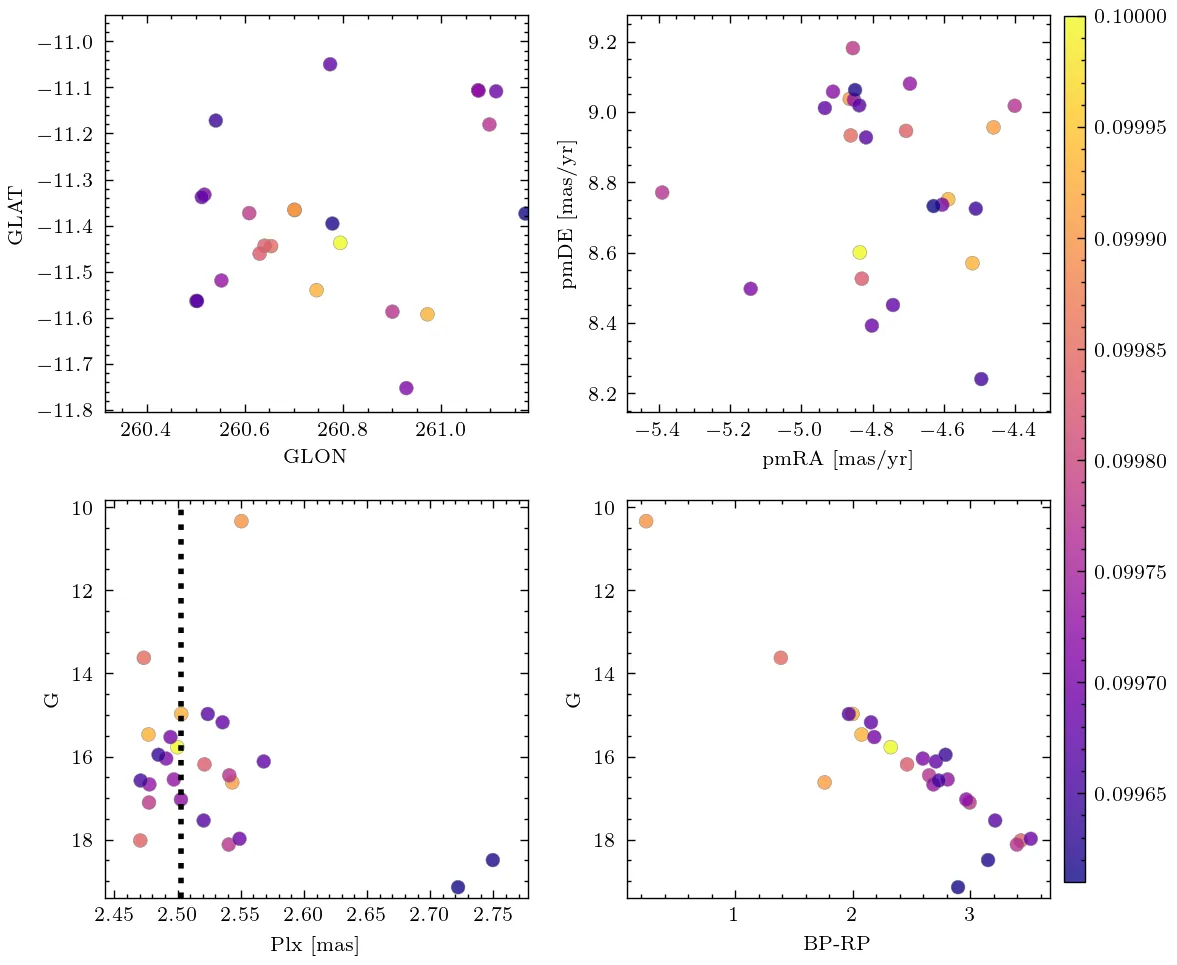 −11.0
−11.1
−11.2
−11.3
−11.4
−11.5
−11.6
−11.7
−11.8
GLAT
260.4 260.6 260.8 261.0
GLON
9.2
9.0
8.8
8.6
8.4
8.2
pmDE [mas/yr]
−5.4 −5.2 −5.0 −4.8 −4.6 −4.4
pmRA [mas/yr]
10
12
14
16
18
G
2.45 2.50 2.55 2.60 2.65 2.70 2.75
Plx [mas]
10
12
14
16
18
G
1 2 3
BP-RP
0.10000
0.09995
0.09990
0.09985
0.09980
0.09975
0.09970
0.09965